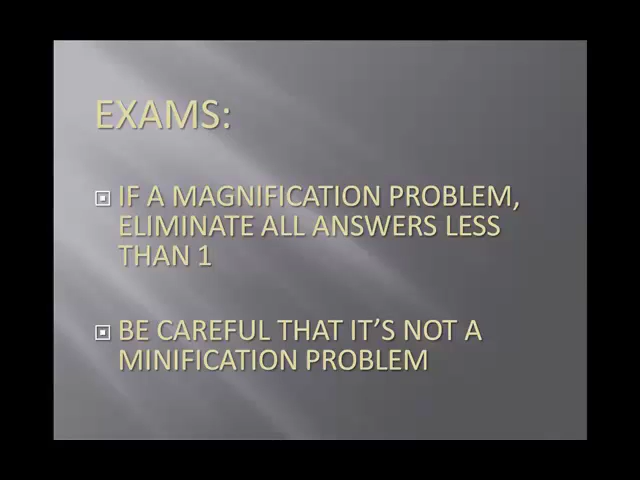 EXAMS:
IF A MAGNIFICATION PROBLEM,
ELIMINATE ALL ANSWERS LESS
THAN 1
BE CAREFUL THAT IT'S NOT A
MINIFICATION PROBLEM